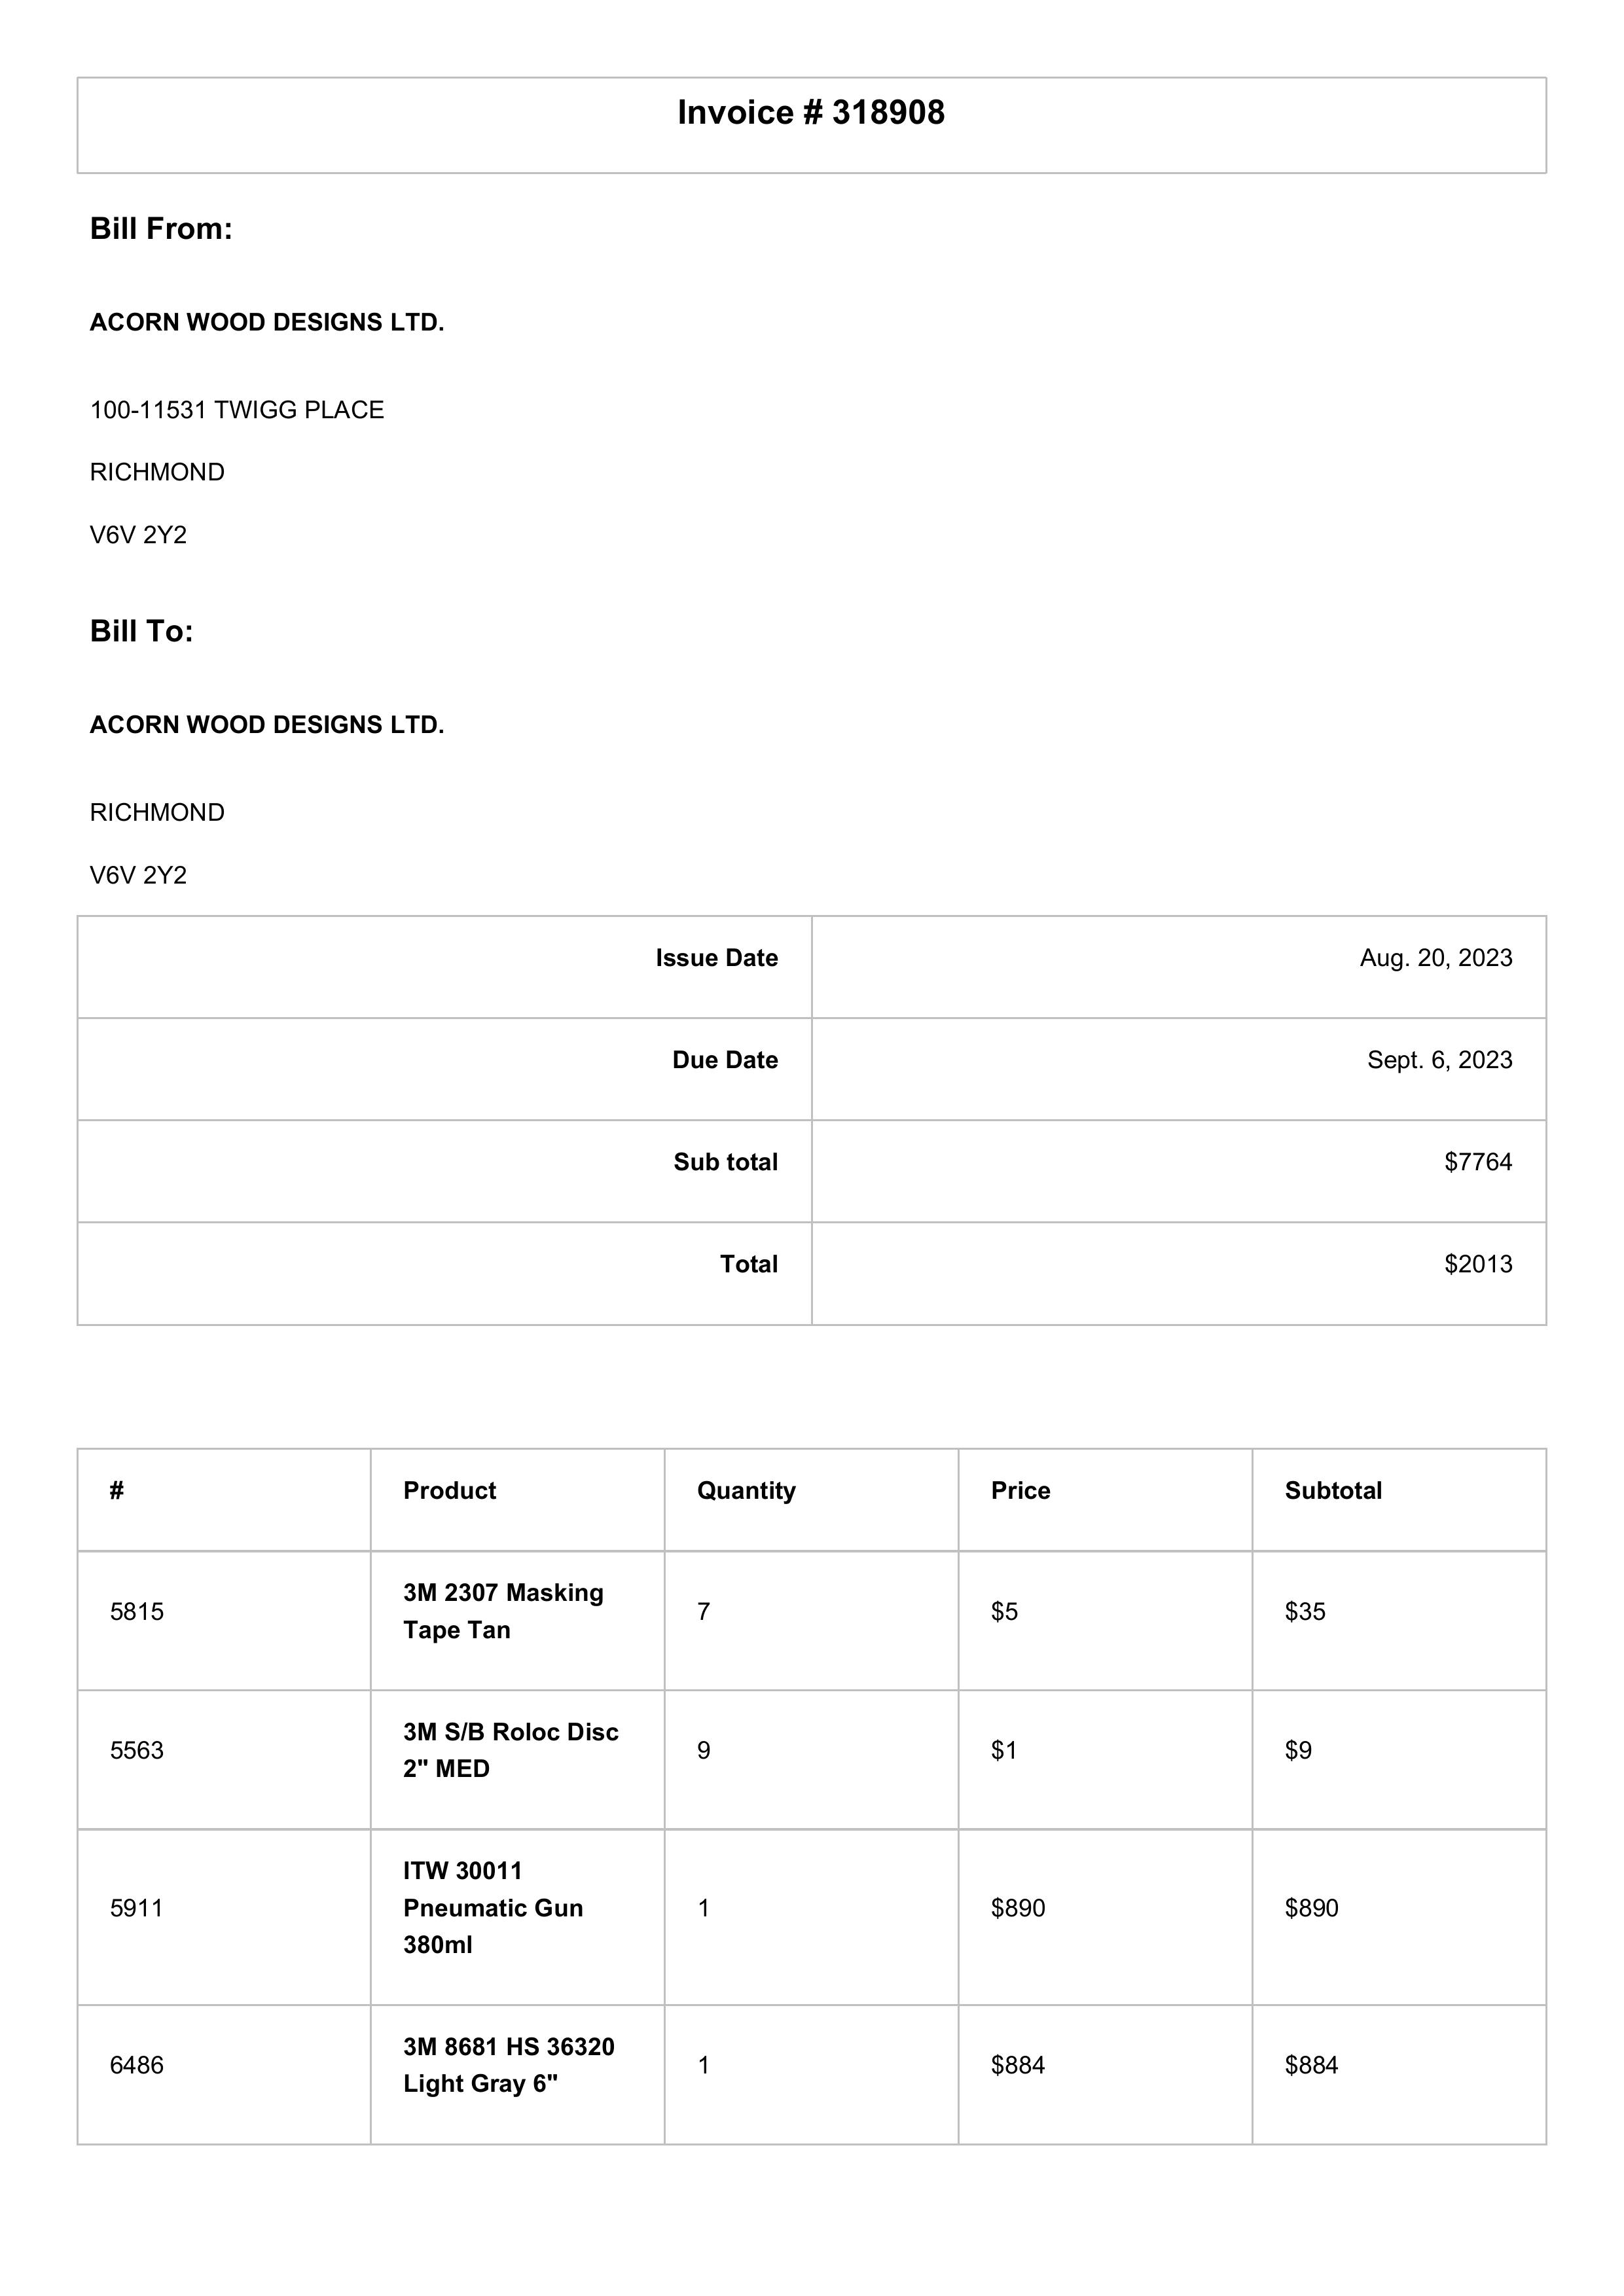 Invoice # 318908
Bill From:
ACORN WOOD DESIGNS LTD.
100-11531 TWIGG PLACE
RICHMOND
V6V 2Y2
Bill To:
ACORN WOOD DESIGNS LTD.
RICHMOND
V6V 2Y2
Issue Date Aug. 20, 2023
Due Date Sept. 6, 2023
Sub total $7764
Total $2013
# Product Quantity Price Subtotal
5815 3M 2307 Masking Tape Tan 7 $5 $35
5563 3M S/B Roloc Disc 2" MED 9 $1 $9
5911 ITW 30011 Pneumatic Gun 380ml 1 $890 $890
6486 3M 8681 HS 36320 Light Gray 6" 1 $884 $884